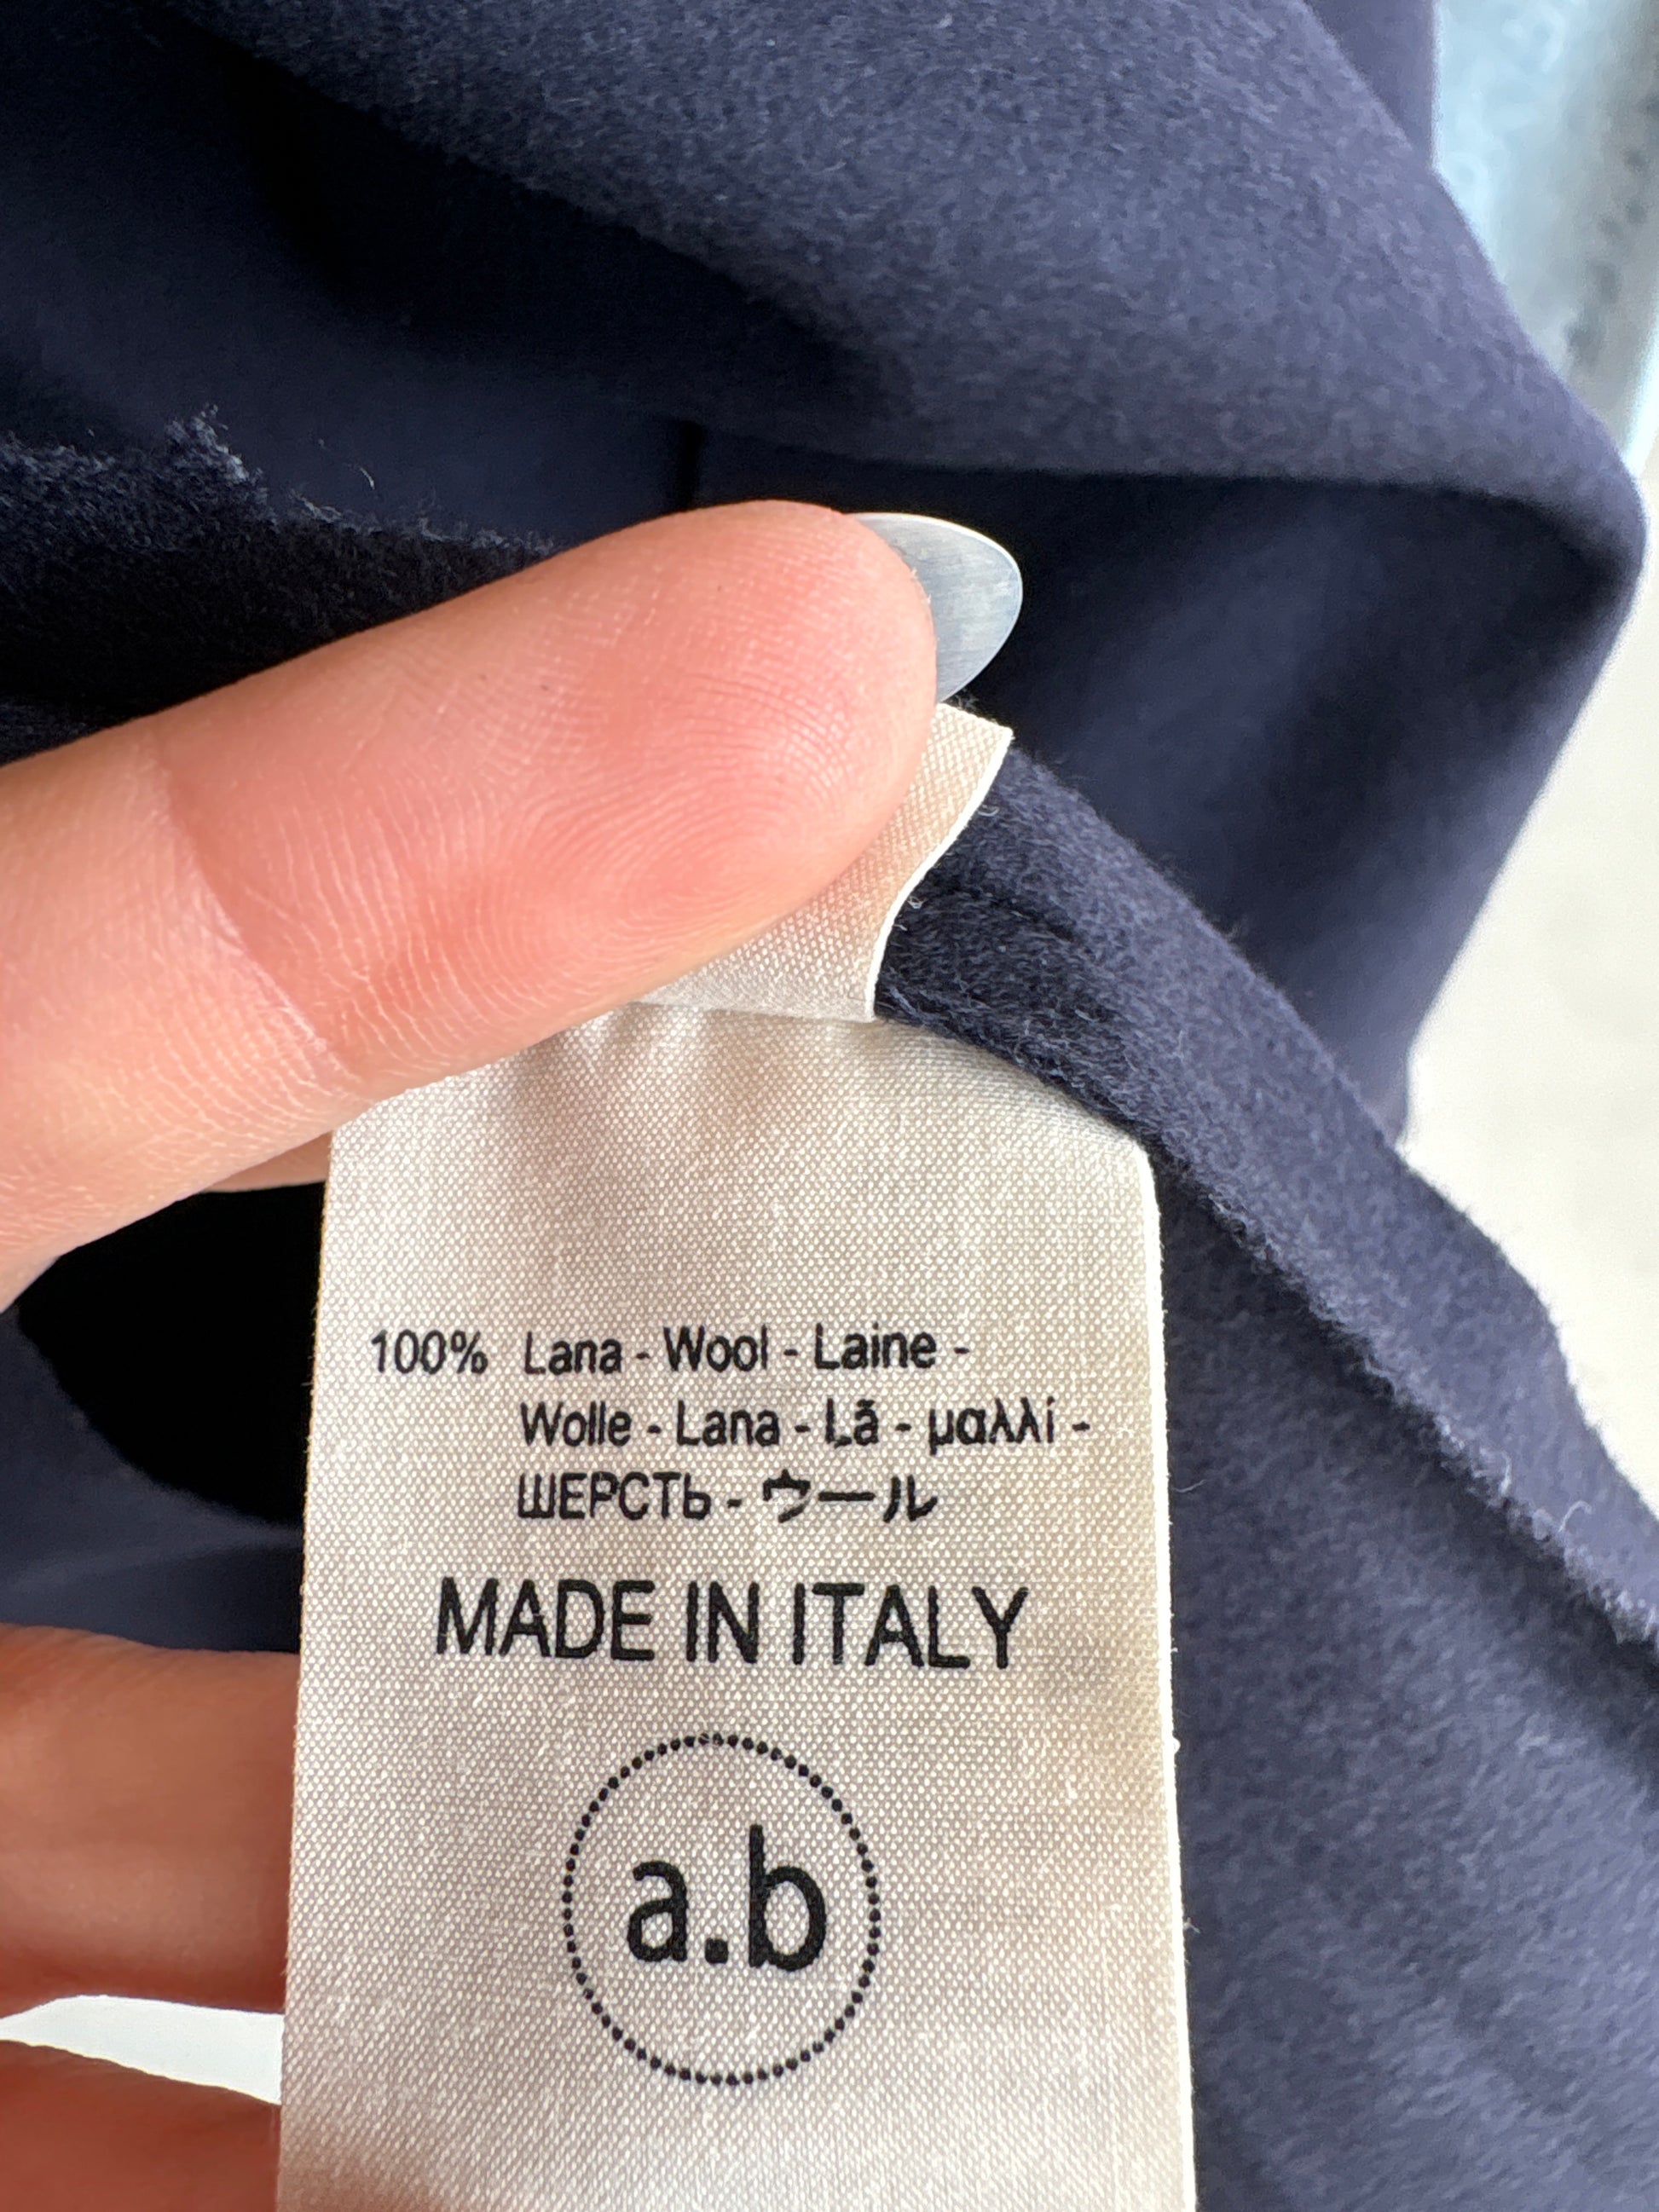 100% Lana - Wool - Laine -
Wolle - Lana - Lã - μαλλί -
ШЕРСТЬ - ウール
MADE IN ITALY
a.b